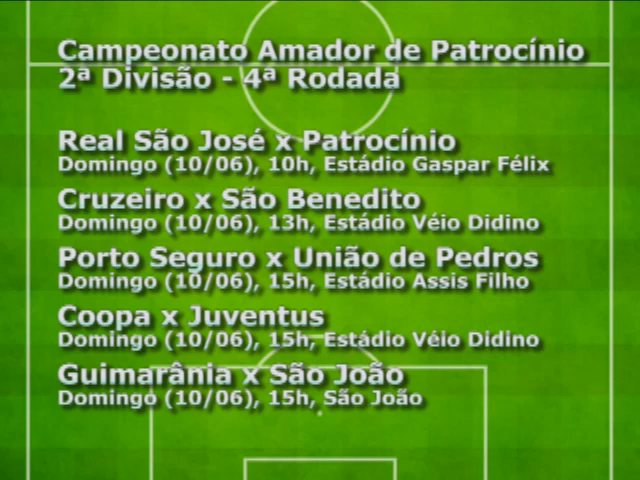 Campeonato Amador de Patrocínio
2ª Divisão - 4ª Rodada
Real São José x Patrocínio
Domingo (10/06), 10h, Estádio Gaspar Félix
Cruzeiro x São Benedito
Domingo (10/06), 13h, Estádio Véio Didino
Porto Seguro x União de Pedros
Domingo (10/06), 15h, Estádio Assis Filho
Coopa x Juventus
Domingo (10/06), 15h, Estádio Véio Didino
Guimarânia x São João
Domingo (10/06), 15h, São João